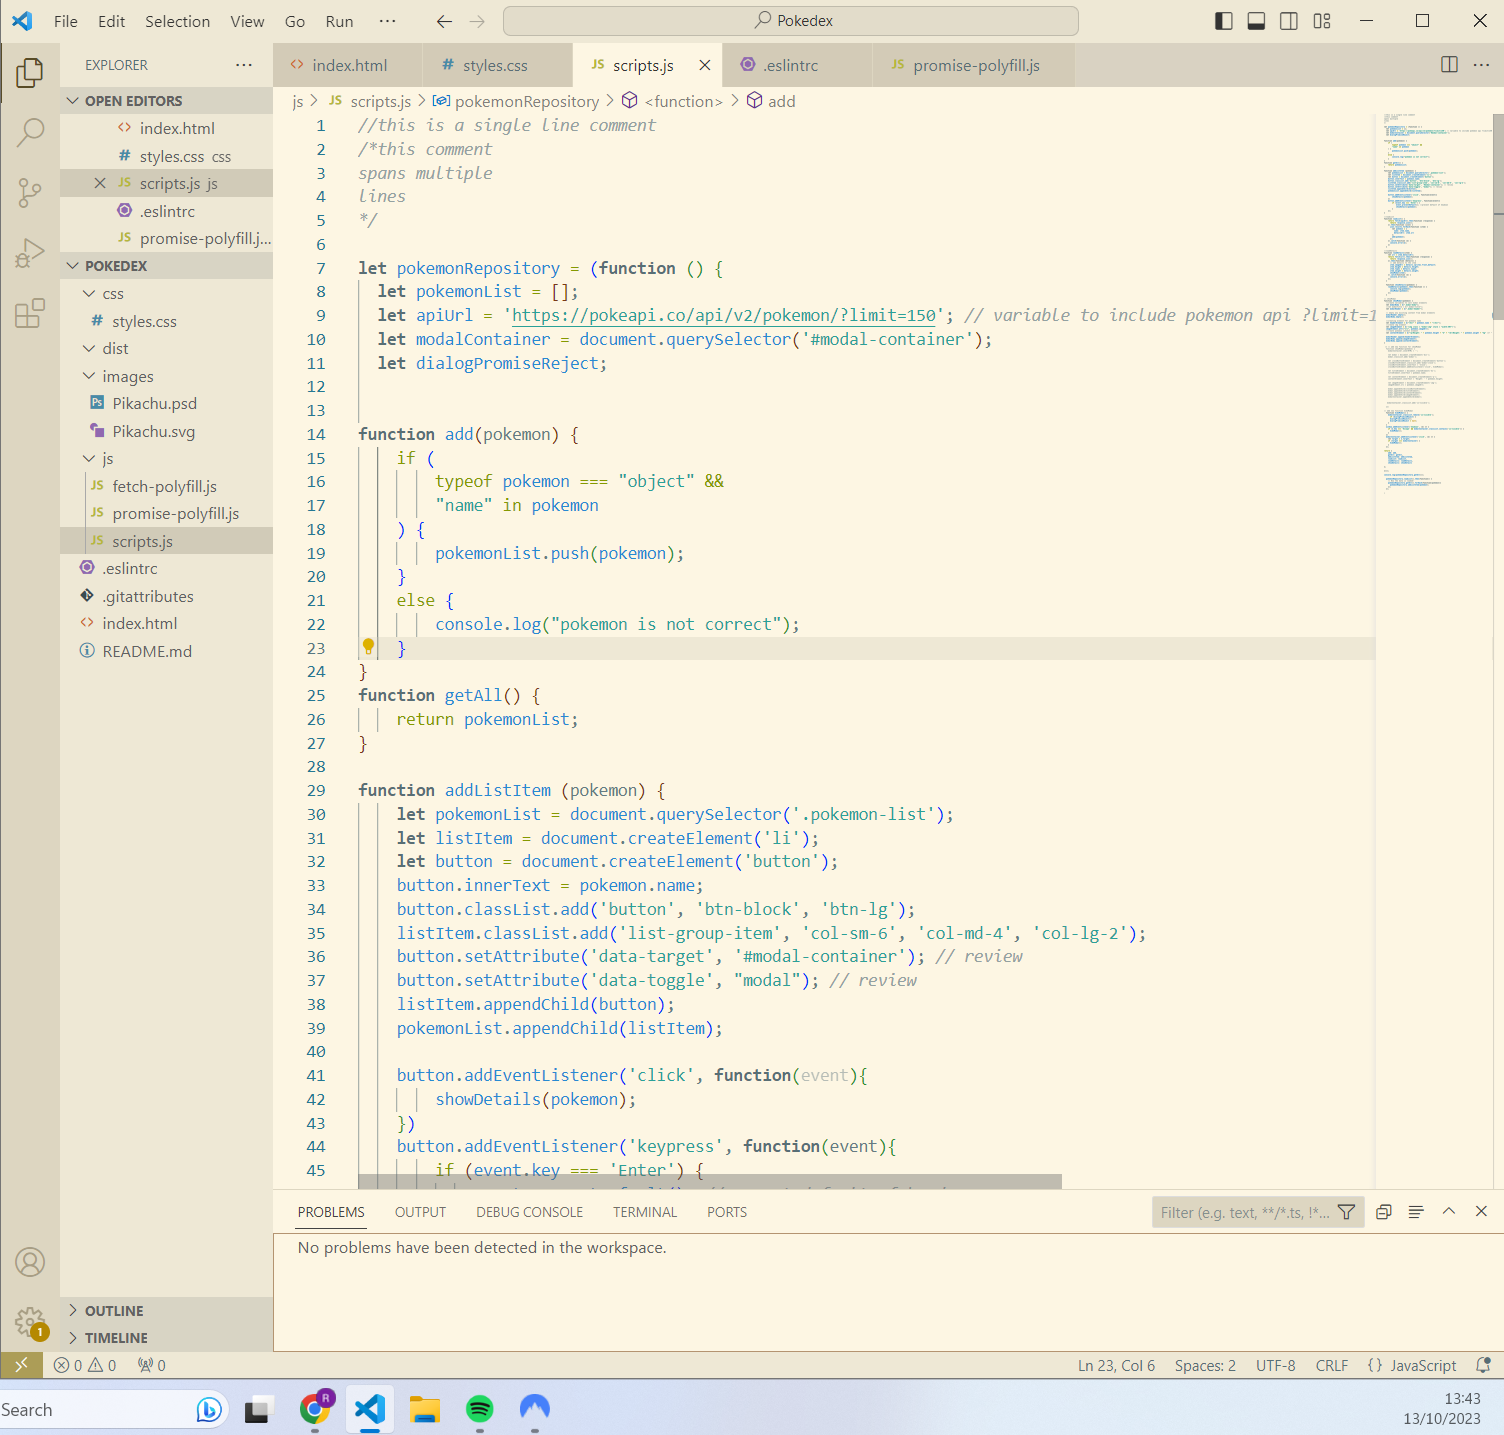 File Edit Selection View Go Run ··· Pokedex
EXPLORER ···
index.html # styles.css JS scripts.js .eslintrc JS promise-polyfill.js ···
js > JS scripts.js > pokemonRepository > <function> > add
OPEN EDITORS
index.html
# styles.css css
JS scripts.js js
.eslintrc
JS promise-polyfill.j...
POKEDEX
css
# styles.css
dist
images
Ps Pikachu.psd
Pikachu.svg
js
JS fetch-polyfill.js
JS promise-polyfill.js
JS scripts.js
.eslintrc
.gitattributes
index.html
README.md
OUTLINE
TIMELINE
1 //this is a single line comment
2 /*this comment
3 spans multiple
4 lines
5 */
6
7 let pokemonRepository = (function () {
8 let pokemonList = [];
9 let apiUrl = 'https://pokeapi.co/api/v2/pokemon/?limit=150'; // variable to include pokemon api ?limit=1
10 let modalContainer = document.querySelector('#modal-container');
11 let dialogPromiseReject;
12
13
14 function add(pokemon) {
15 if (
16 typeof pokemon === "object" &&
17 "name" in pokemon
18 ) {
19 pokemonList.push(pokemon);
20 }
21 else {
22 console.log("pokemon is not correct");
23 }
24 }
25 function getAll() {
26 return pokemonList;
27 }
28
29 function addListItem (pokemon) {
30 let pokemonList = document.querySelector('.pokemon-list');
31 let listItem = document.createElement('li');
32 let button = document.createElement('button');
33 button.innerText = pokemon.name;
34 button.classList.add('button', 'btn-block', 'btn-lg');
35 listItem.classList.add('list-group-item', 'col-sm-6', 'col-md-4', 'col-lg-2');
36 button.setAttribute('data-target', '#modal-container'); // review
37 button.setAttribute('data-toggle', "modal"); // review
38 listItem.appendChild(button);
39 pokemonList.appendChild(listItem);
40
41 button.addEventListener('click', function(event){
42 showDetails(pokemon);
43 })
44 button.addEventListener('keypress', function(event){
45 if (event.key === 'Enter') {
PROBLEMS OUTPUT DEBUG CONSOLE TERMINAL PORTS Filter (e.g. text, **/*.ts, !*...
No problems have been detected in the workspace.
1
0 0 0 Ln 23, Col 6 Spaces: 2 UTF-8 CRLF {} JavaScript
Search R 13:43
13/10/2023